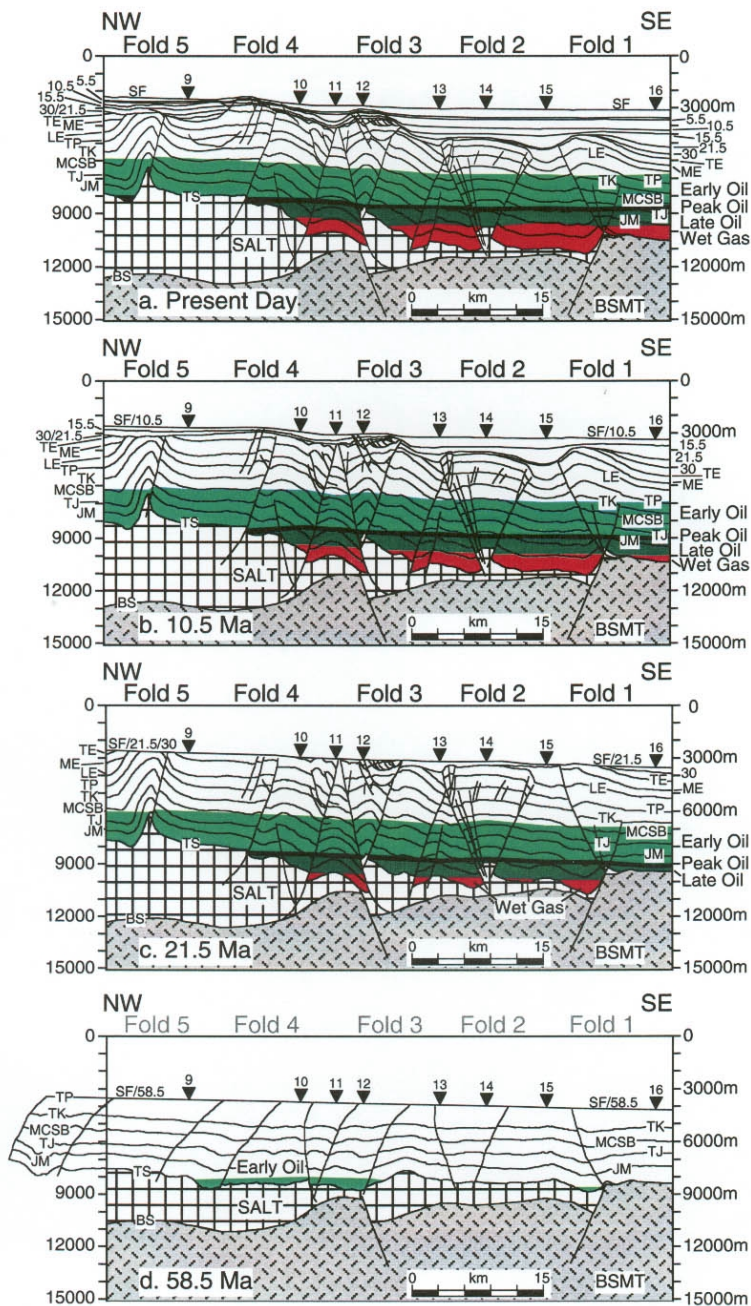 NW SE
Fold 5 Fold 4 Fold 3 Fold 2 Fold 1
0 0
9 10 11 12 13 14 15 16
5.5
10.5
15.5
30/21.5
SF SF 3000m
5.5
10.5
15.5
21.5
30
TE ME LE TE
LE TP ME
TK TK TP
MCSB MCSB Early Oil
TJ Peak Oil
JM TS JM TJ
9000 Late Oil
SALT Wet Gas
12000 12000m
BS
a. Present Day
0 km 15
BSMT
15000 15000m
NW SE
Fold 5 Fold 4 Fold 3 Fold 2 Fold 1
0 0
9 10 11 12 13 14 15 16
15.5 SF/10.5 SF/10.5 3000m
30/21.5 15.5
TE ME 21.5
LE TP LE 30 TE
TK ME
MCSB TK TP
TJ MCSB Early Oil
JM TS
9000 JM TJ Peak Oil
Late Oil
SALT Wet Gas
12000 12000m
BS
b. 10.5 Ma
0 km 15
BSMT
15000 15000m
NW SE
Fold 5 Fold 4 Fold 3 Fold 2 Fold 1
0 0
9 10 11 12 13 14 15 16
TE SF/21.5/30 SF/21.5 3000m
ME 30
LE LE TE
TP ME
TK TP 6000m
MCSB TK MCSB
TJ TJ Early Oil
JM TS JM
9000 Peak Oil
Late Oil
SALT
12000 Wet Gas 12000m
BS
c. 21.5 Ma
0 km 15
BSMT
15000 15000m
NW SE
Fold 5 Fold 4 Fold 3 Fold 2 Fold 1
0 0
9 10 11 12 13 14 15 16
TP SF/58.5 SF/58.5 3000m
TK TK
MCSB MCSB 6000m
TJ TJ
JM TS Early Oil JM
9000 9000m
SALT
BS
12000 12000m
d. 58.5 Ma
0 km 15
BSMT
15000 15000m